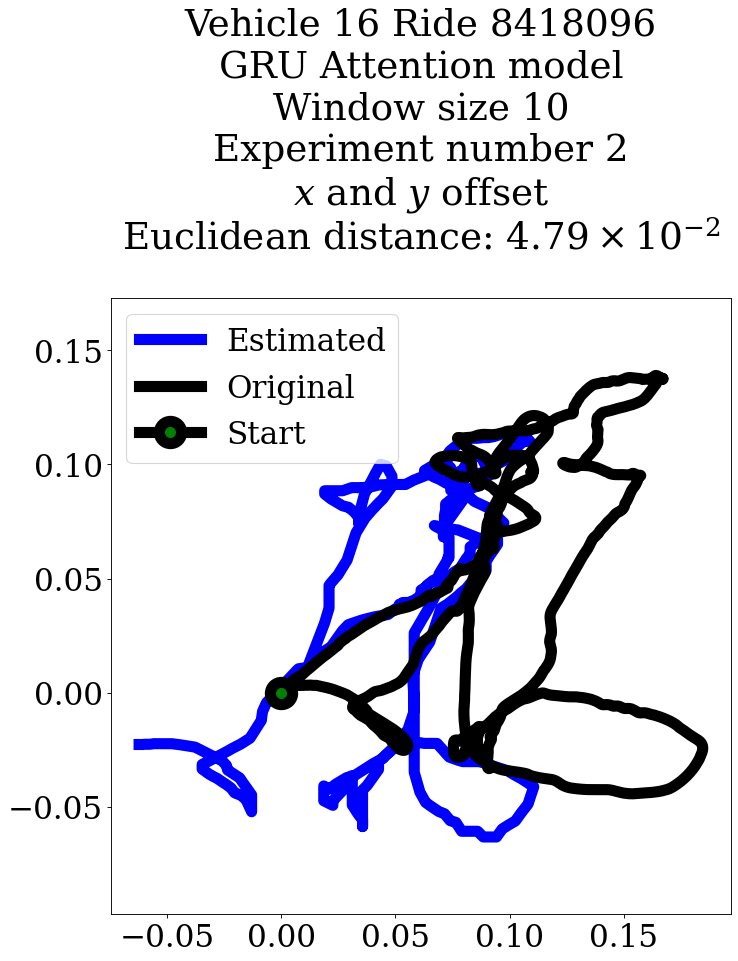 Vehicle 16 Ride 8418096
GRU Attention model
Window size 10
Experiment number 2
x and y offset
Euclidean distance: 4.79 × 10⁻²
Estimated
Original
Start
0.15
0.10
0.05
0.00
−0.05
−0.05 0.00 0.05 0.10 0.15